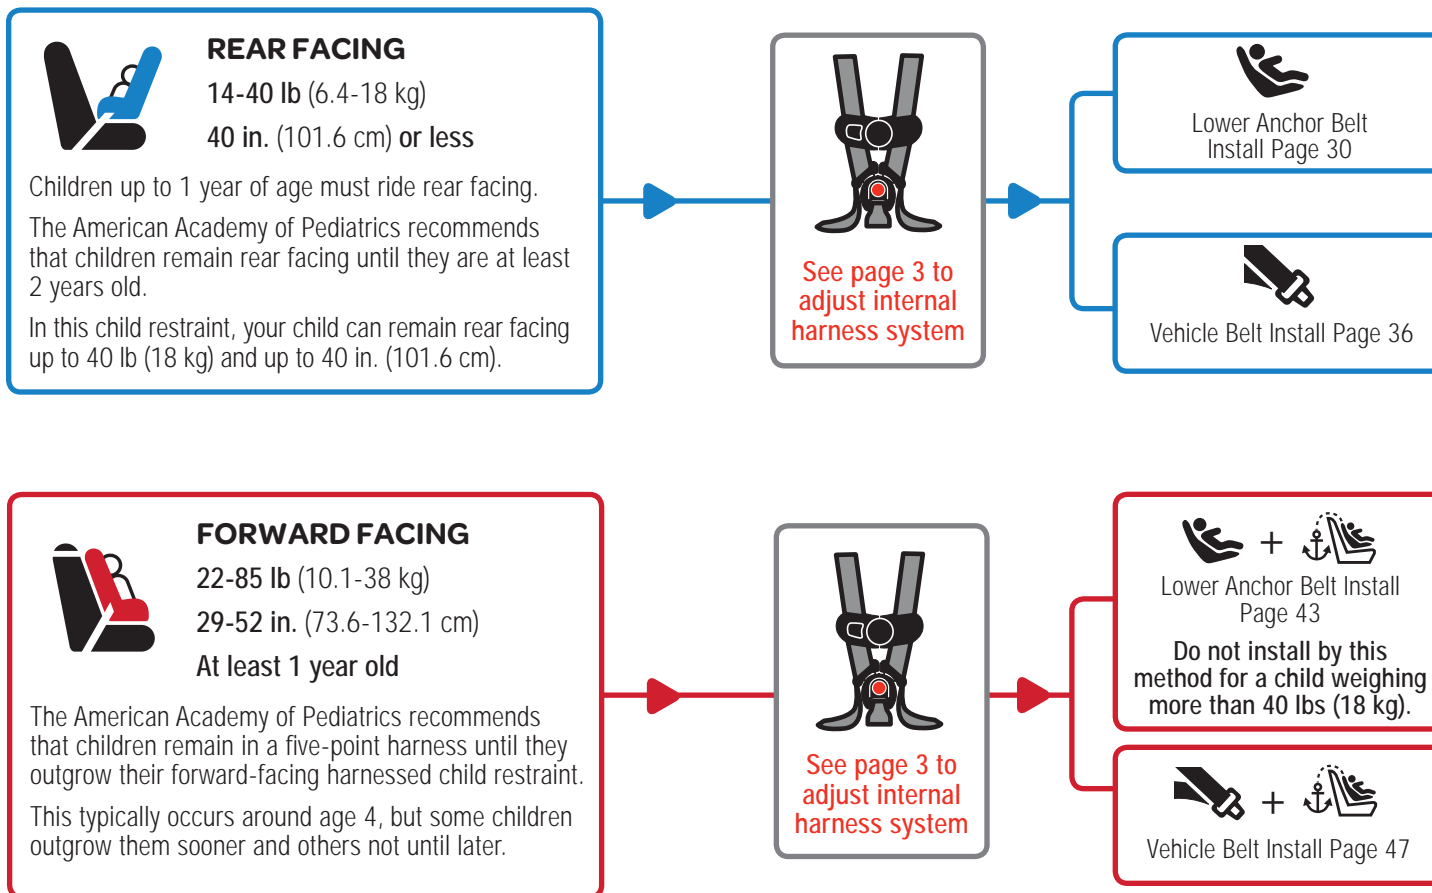 REAR FACING
14-40 lb (6.4-18 kg)
40 in. (101.6 cm) or less
Children up to 1 year of age must ride rear facing.
The American Academy of Pediatrics recommends
that children remain rear facing until they are at least
2 years old.
In this child restraint, your child can remain rear facing
up to 40 lb (18 kg) and up to 40 in. (101.6 cm).
See page 3 to
adjust internal
harness system
Lower Anchor Belt
Install Page 30
Vehicle Belt Install Page 36
FORWARD FACING
22-85 lb (10.1-38 kg)
29-52 in. (73.6-132.1 cm)
At least 1 year old
The American Academy of Pediatrics recommends
that children remain in a five-point harness until they
outgrow their forward-facing harnessed child restraint.
This typically occurs around age 4, but some children
outgrow them sooner and others not until later.
See page 3 to
adjust internal
harness system
+
Lower Anchor Belt Install
Page 43
Do not install by this
method for a child weighing
more than 40 lbs (18 kg).
+
Vehicle Belt Install Page 47